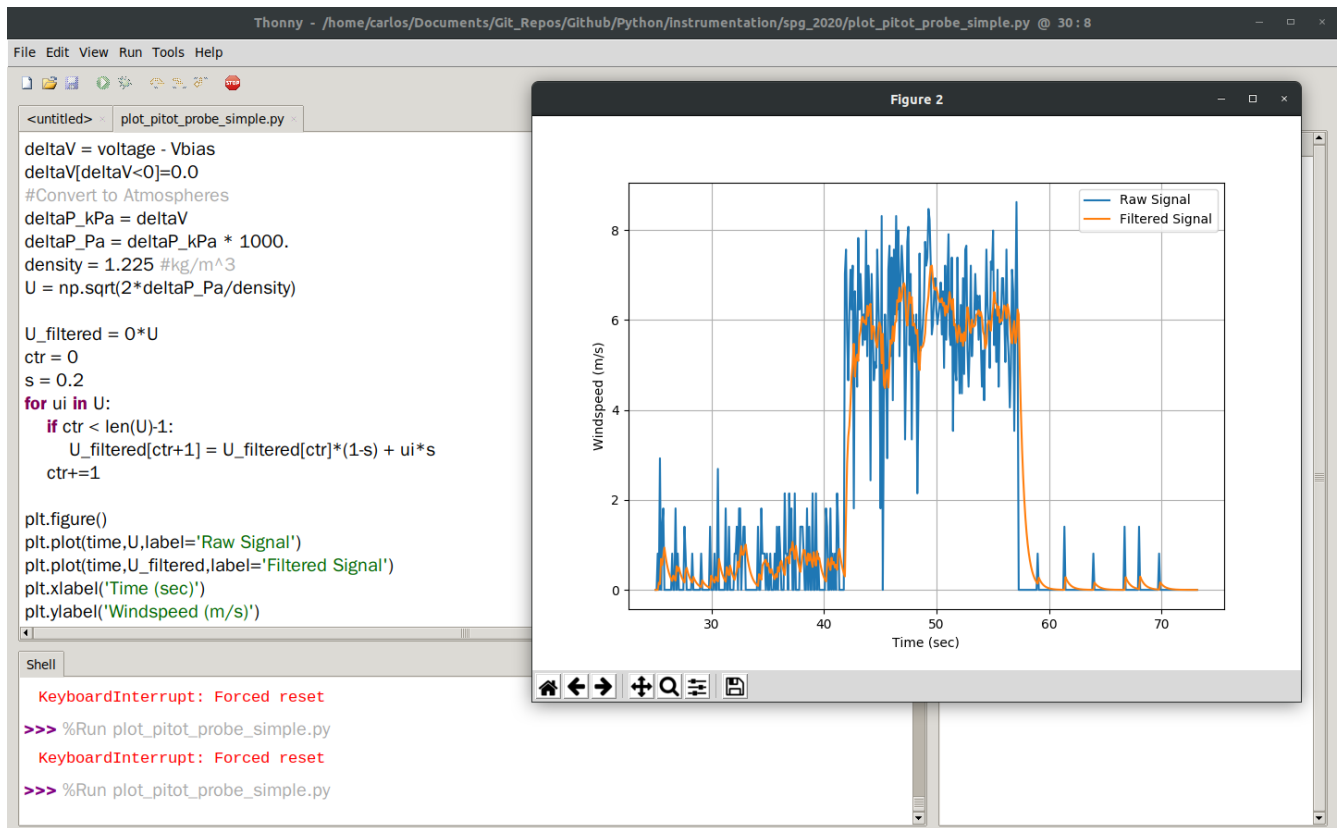 Thonny - /home/carlos/Documents/Git_Repos/Github/Python/instrumentation/spg_2020/plot_pitot_probe_simple.py @ 30:8
File Edit View Run Tools Help
STOP
<untitled> × plot_pitot_probe_simple.py ×
deltaV = voltage - Vbias
deltaV[deltaV<0]=0.0
#Convert to Atmospheres
deltaP_kPa = deltaV
deltaP_Pa = deltaP_kPa * 1000.
density = 1.225 #kg/m^3
U = np.sqrt(2*deltaP_Pa/density)
U_filtered = 0*U
ctr = 0
s = 0.2
for ui in U:
if ctr < len(U)-1:
U_filtered[ctr+1] = U_filtered[ctr]*(1-s) + ui*s
ctr+=1
plt.figure()
plt.plot(time,U,label='Raw Signal')
plt.plot(time,U_filtered,label='Filtered Signal')
plt.xlabel('Time (sec)')
plt.ylabel('Windspeed (m/s)')
Shell
KeyboardInterrupt: Forced reset
>>> %Run plot_pitot_probe_simple.py
KeyboardInterrupt: Forced reset
>>> %Run plot_pitot_probe_simple.py
Figure 2
Raw Signal
Filtered Signal
8
6
4
2
0
Windspeed (m/s)
30 40 50 60 70
Time (sec)